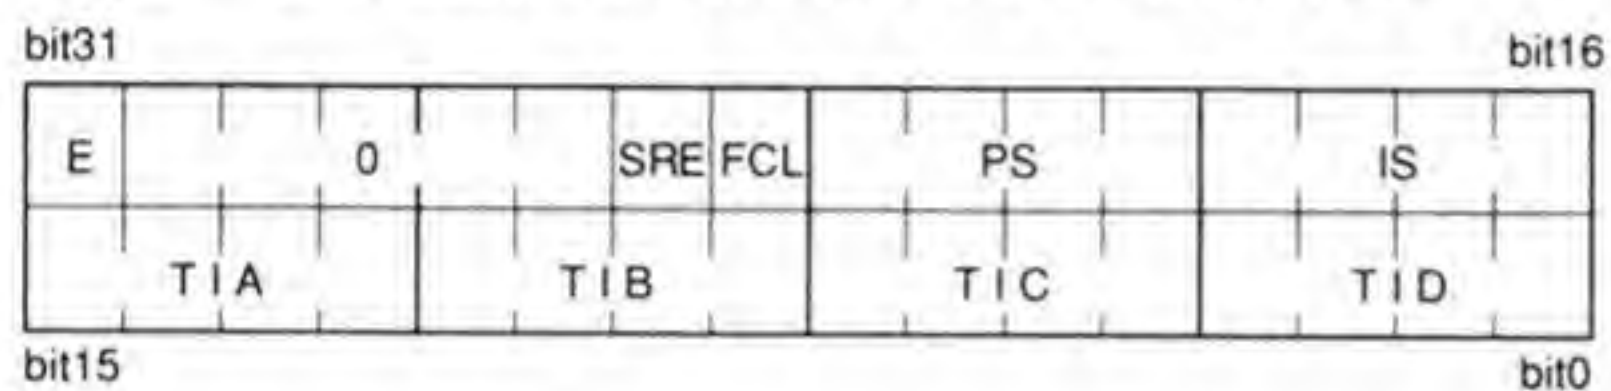 bit31 bit16
E 0 SRE FCL PS IS
TIA TIB TIC TID
bit15 bit0